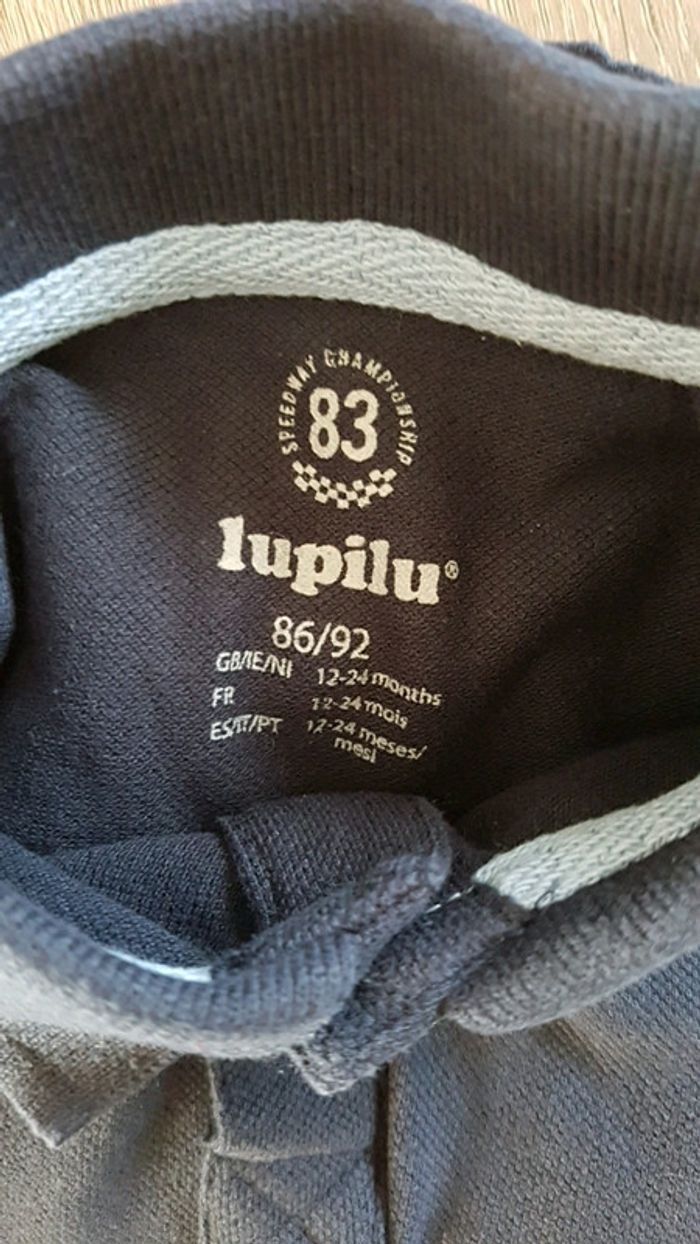 SPEEDWAY CHAMPIONSHIP
83
lupilu®
86/92
GB/IE/NI 12-24 months
FR 12-24 mois
ES/IT/PT 12-24 meses/
mesi